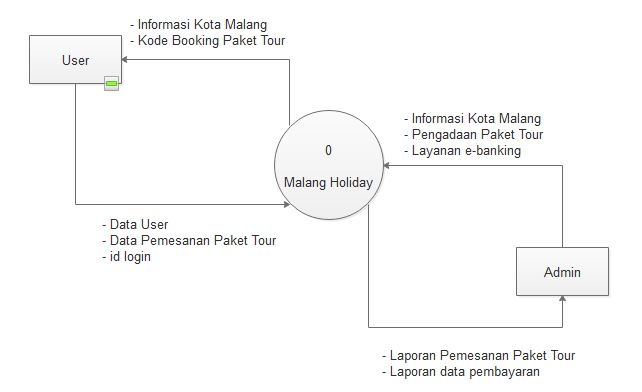 - Informasi Kota Malang
- Kode Booking Paket Tour
User
- Informasi Kota Malang
- Pengadaan Paket Tour
- Layanan e-banking
0
Malang Holiday
- Data User
- Data Pemesanan Paket Tour
- id login
Admin
- Laporan Pemesanan Paket Tour
- Laporan data pembayaran